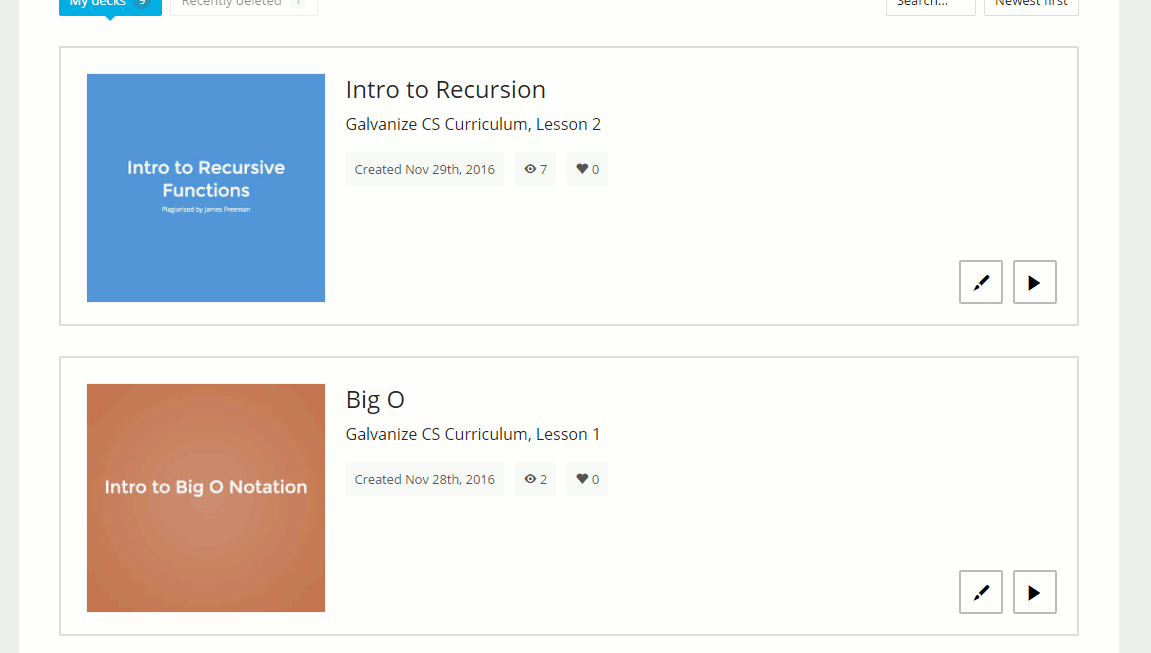 My decks 9 Recently deleted 1 Search... Newest first
Intro to Recursion
Galvanize CS Curriculum, Lesson 2
Created Nov 29th, 2016 7 0
Intro to Recursive
Functions
Plagiarized by James Freeman
Big O
Galvanize CS Curriculum, Lesson 1
Created Nov 28th, 2016 2 0
Intro to Big O Notation